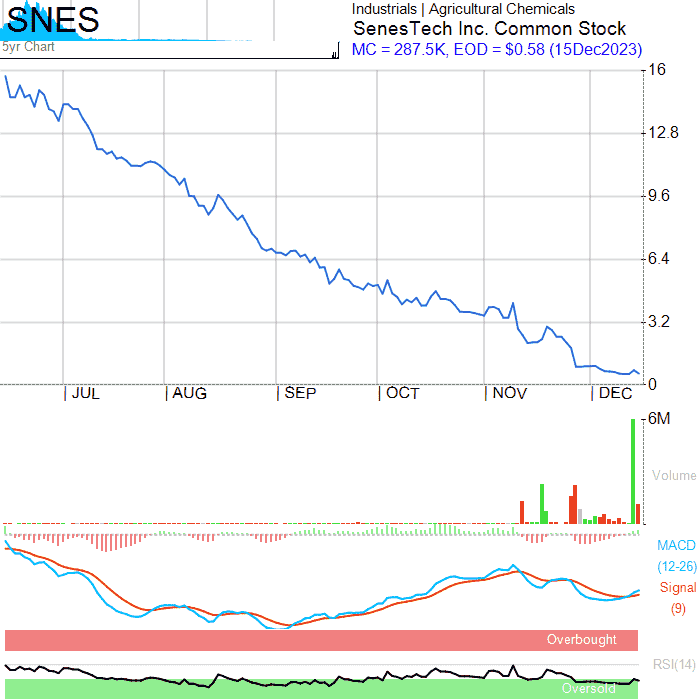 SNES
5yr Chart
Industrials | Agricultural Chemicals
SenesTech Inc. Common Stock
MC = 287.5K, EOD = $0.58 (15Dec2023)
16
12.8
9.6
6.4
3.2
0
| JUL | AUG | SEP | OCT | NOV | DEC
6M
Volume
MACD
(12-26)
Signal
(9)
Overbought
RSI(14)
Oversold